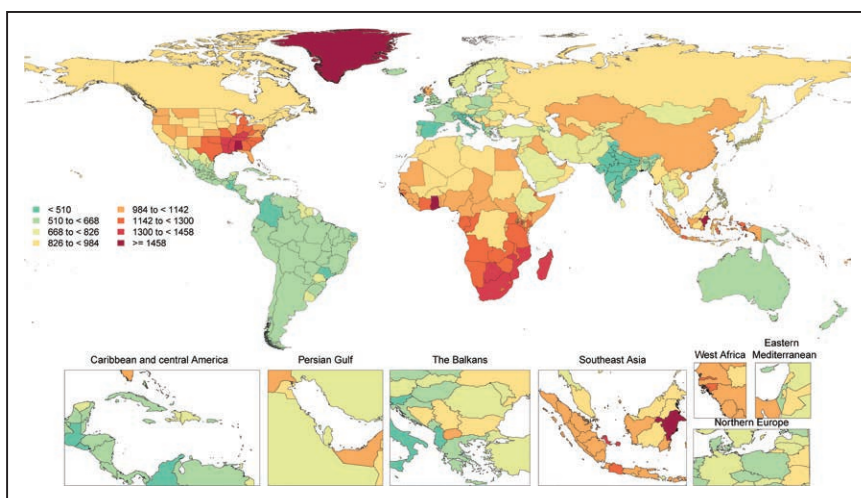 < 510
510 to < 668
668 to < 826
826 to < 984
984 to < 1142
1142 to < 1300
1300 to < 1458
>= 1458
Caribbean and central America
Persian Gulf
The Balkans
Southeast Asia
West Africa
Eastern
Mediterranean
Northern Europe